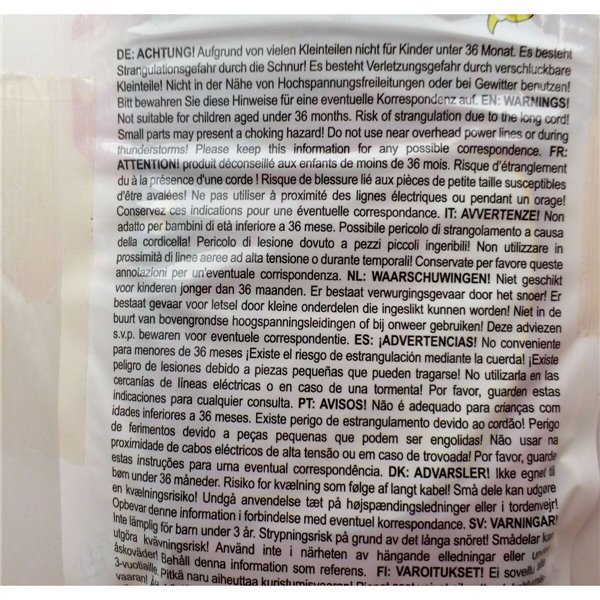 DE: ACHTUNG! Aufgrund von vielen Kleinteilen nicht für Kinder unter 36 Monat. Es besteht
Strangulationsgefahr durch die Schnur! Es besteht Verletzungsgefahr durch verschluckbare
Kleinteile! Nicht in der Nähe von Hochspannungsfreileitungen oder bei Gewitter benutzen!
Bitt bewahren Sie diese Hinweise für eine eventuelle Korrespondenz auf. EN: WARNINGS!
Not suitable for children aged under 36 months. Risk of strangulation due to the long cord!
Small parts may present a choking hazard! Do not use near overhead power lines or during
thunderstorms! Please keep this information for any possible correspondence. FR:
ATTENTION! produit déconseillé aux enfants de moins de 36 mois. Risque d'étranglement
du à la présence d'une corde ! Risque de blessure lié aux pièces de petite taille susceptibles
d'être avalées! Ne pas utiliser à proximité des lignes électriques ou pendant un orage!
Conservez ces indications pour une éventuelle correspondance. IT: AVVERTENZE! Non
adatto per bambini di età inferiore a 36 mese. Possibile pericolo di strangolamento a causa
della cordicella! Pericolo di lesione dovuto a pezzi piccoli ingeribili! Non utilizzare in
prossimità di linee aeree ad alta tensione o durante temporali! Conservate per favore queste
annotazioni per un'eventuale corrispondenza. NL: WAARSCHUWINGEN! Niet geschikt
voor kinderen jonger dan 36 maanden. Er bestaat verwurgingsgevaar door het snoer! Er
bestaat gevaar voor letsel door kleine onderdelen die ingeslikt kunnen worden! Niet in de
buurt van bovengrondse hoogspanningsleidingen of bij onweer gebruiken! Deze adviezen
s.v.p. bewaren voor eventuele correspondentie. ES: ¡ADVERTENCIAS! No conveniente
para menores de 36 meses ¡Existe el riesgo de estrangulación mediante la cuerda! ¡Existe
peligro de lesiones debido a piezas pequeñas que pueden tragarse! No utilizarla en las
cercanías de líneas eléctricas o en caso de una tormenta! Por favor, guarden estas
indicaciones para cualquier consulta. PT: AVISOS! Não é adequado para crianças com
idades inferiores a 36 meses. Existe perigo de estrangulamento devido ao cordão! Perigo
de ferimentos devido a peças pequenas que podem ser engolidas! Não usar na
proximidade de cabos eléctricos de alta tensão ou em caso de trovoada! Por favor, guarde
estas instruções para urna eventual correspondência. DK: ADVARSLER! Ikke egnet til
børn under 36 måneder. Risiko for kvælning som følge af langt kabel! Små dele kan udgøre
en kvælningsrisiko! Undgå anvendelse tæt på højspændingsledninger eller i tordenvejr!
Opbevar denne information i forbindelse med eventuel korrespondance. SV: VARNINGAR!
Inte lämplig för barn under 3 år. Strypningsrisk på grund av det långa snöret! Smådelar kan
utgöra kvävningsrisk! Använd inte i närheten av hängande elledningar eller under
åskoväder! Behåll denna information som referens. FI: VAROITUKSET! Ei sovellu alle
3-vuotiaille. Pitkä naru aiheuttaa kuristumisvaaran!
vaaran!